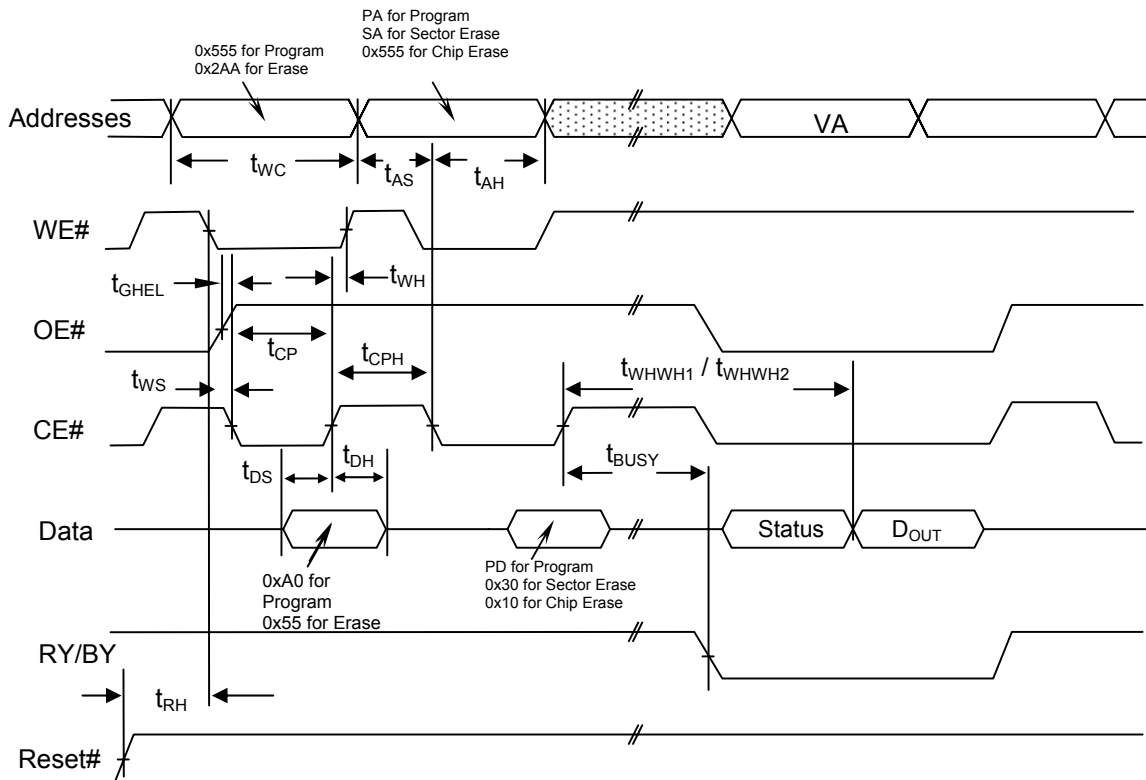 PA for Program
SA for Sector Erase
0x555 for Chip Erase
0x555 for Program
0x2AA for Erase
Addresses
VA
tWC
tAS
tAH
WE#
tGHEL
tWH
OE#
tCP
tCPH
tWHWH1 / tWHWH2
tWS
CE#
tDS
tDH
tBUSY
Data
Status
DOUT
0xA0 for
Program
0x55 for Erase
PD for Program
0x30 for Sector Erase
0x10 for Chip Erase
RY/BY
tRH
Reset#